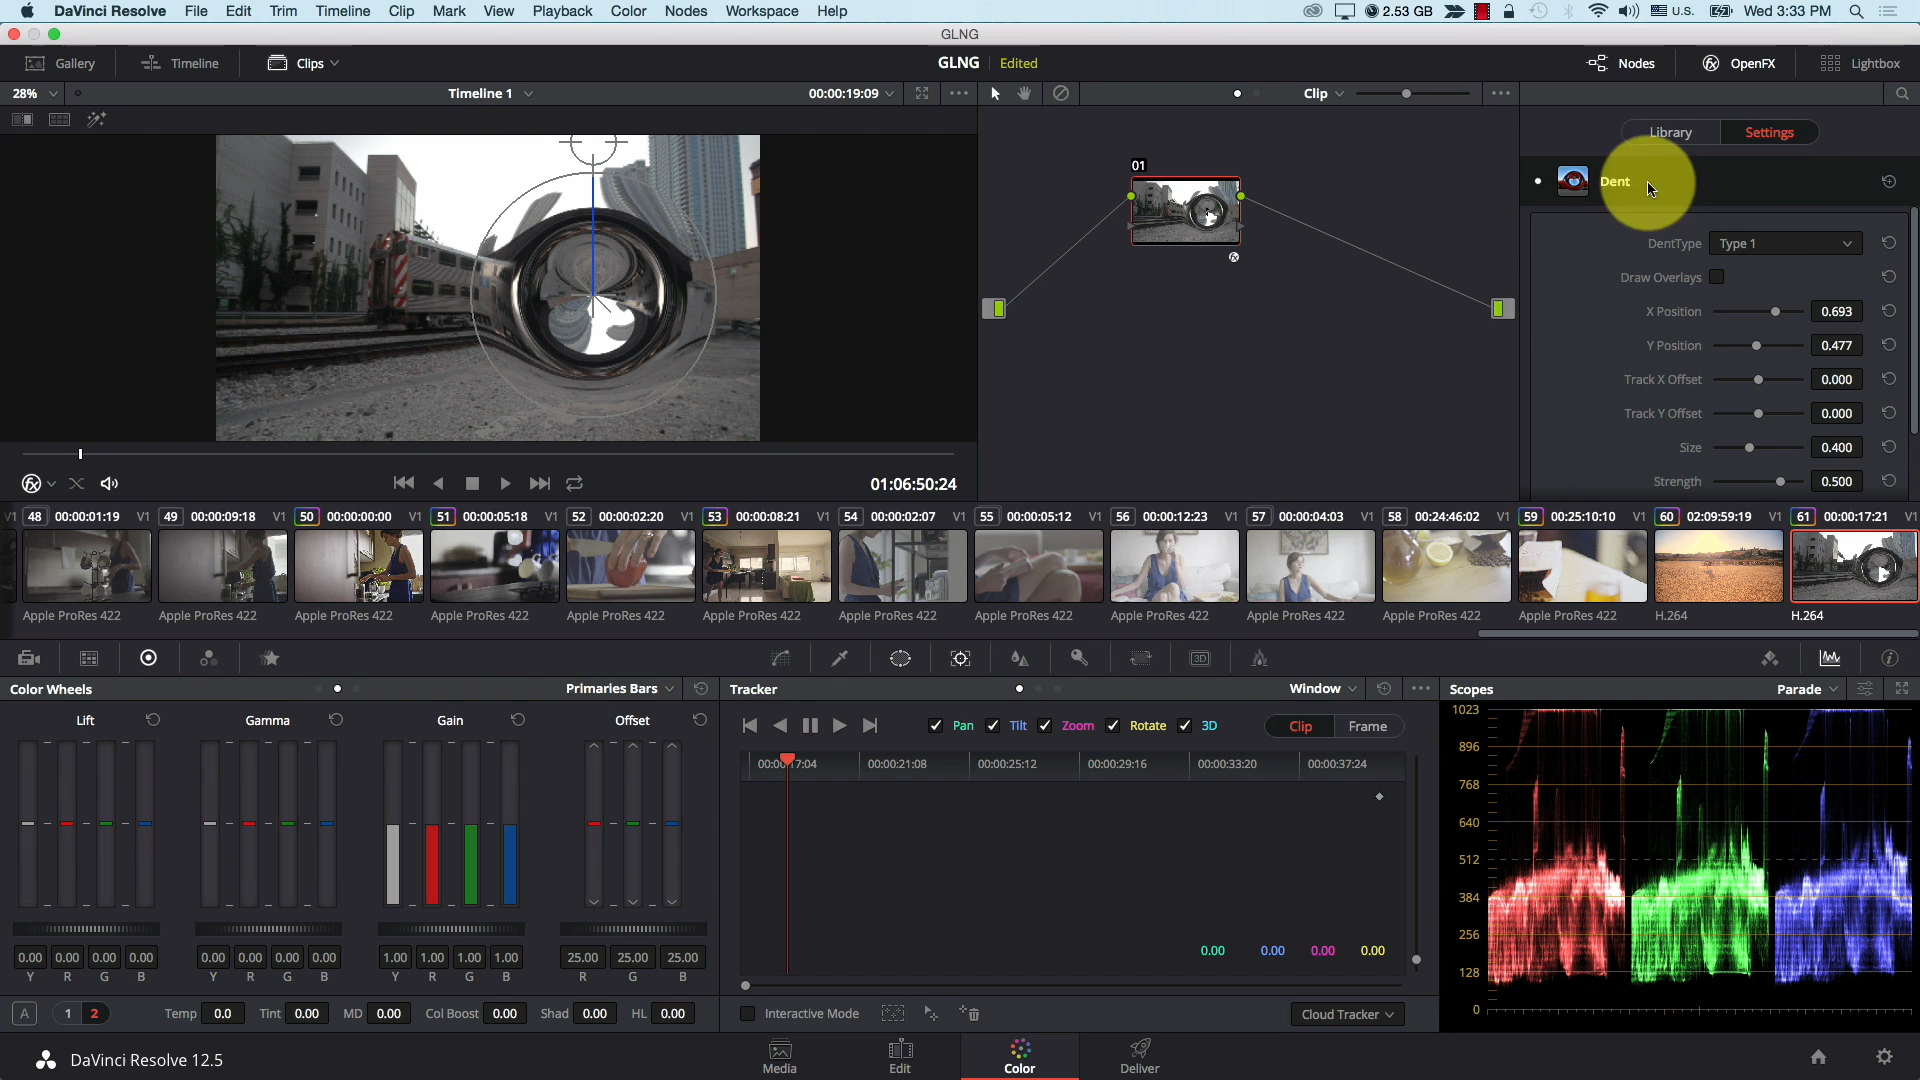 DaVinci Resolve File Edit Trim Timeline Clip Mark View Playback Color Nodes Workspace Help 2.53 GB U.S. Wed 3:33 PM
GLNG
Gallery Timeline Clips GLNG Edited Nodes OpenFX Lightbox
28% Timeline 1 00:00:19:09 Clip
Library Settings
01
Dent
DentType Type 1
Draw Overlays
X Position 0.693
Y Position 0.477
Track X Offset 0.000
Track Y Offset 0.000
Size 0.400
Strength 0.500
01:06:50:24
V1 48 00:00:01:19 V1 49 00:00:09:18 V1 50 00:00:00:00 V1 51 00:00:05:18 V1 52 00:00:02:20 V1 53 00:00:08:21 V1 54 00:00:02:07 V1 55 00:00:05:12 V1 56 00:00:12:23 V1 57 00:00:04:03 V1 58 00:24:46:02 V1 59 00:25:10:10 V1 60 02:09:59:19 V1 61 00:00:17:21 V1
Apple ProRes 422 Apple ProRes 422 Apple ProRes 422 Apple ProRes 422 Apple ProRes 422 Apple ProRes 422 Apple ProRes 422 Apple ProRes 422 Apple ProRes 422 Apple ProRes 422 Apple ProRes 422 Apple ProRes 422 H.264 H.264
3D
Color Wheels Primaries Bars Tracker Window Scopes Parade
Lift Gamma Gain Offset
Pan Tilt Zoom Rotate 3D Clip Frame
00:00:21:08 00:00:25:12 00:00:29:16 00:00:33:20 00:00:37:24
1023
896
768
640
512
384
256
128
0
0.00 0.00 0.00 0.00
0.00 0.00 0.00 0.00 0.00 0.00 0.00 0.00 1.00 1.00 1.00 1.00 25.00 25.00 25.00
Y R G B Y R G B Y R G B R G B
A 1 2 Temp 0.0 Tint 0.00 MD 0.00 Col Boost 0.00 Shad 0.00 HL 0.00
Interactive Mode Cloud Tracker
DaVinci Resolve 12.5 Media Edit Color Deliver